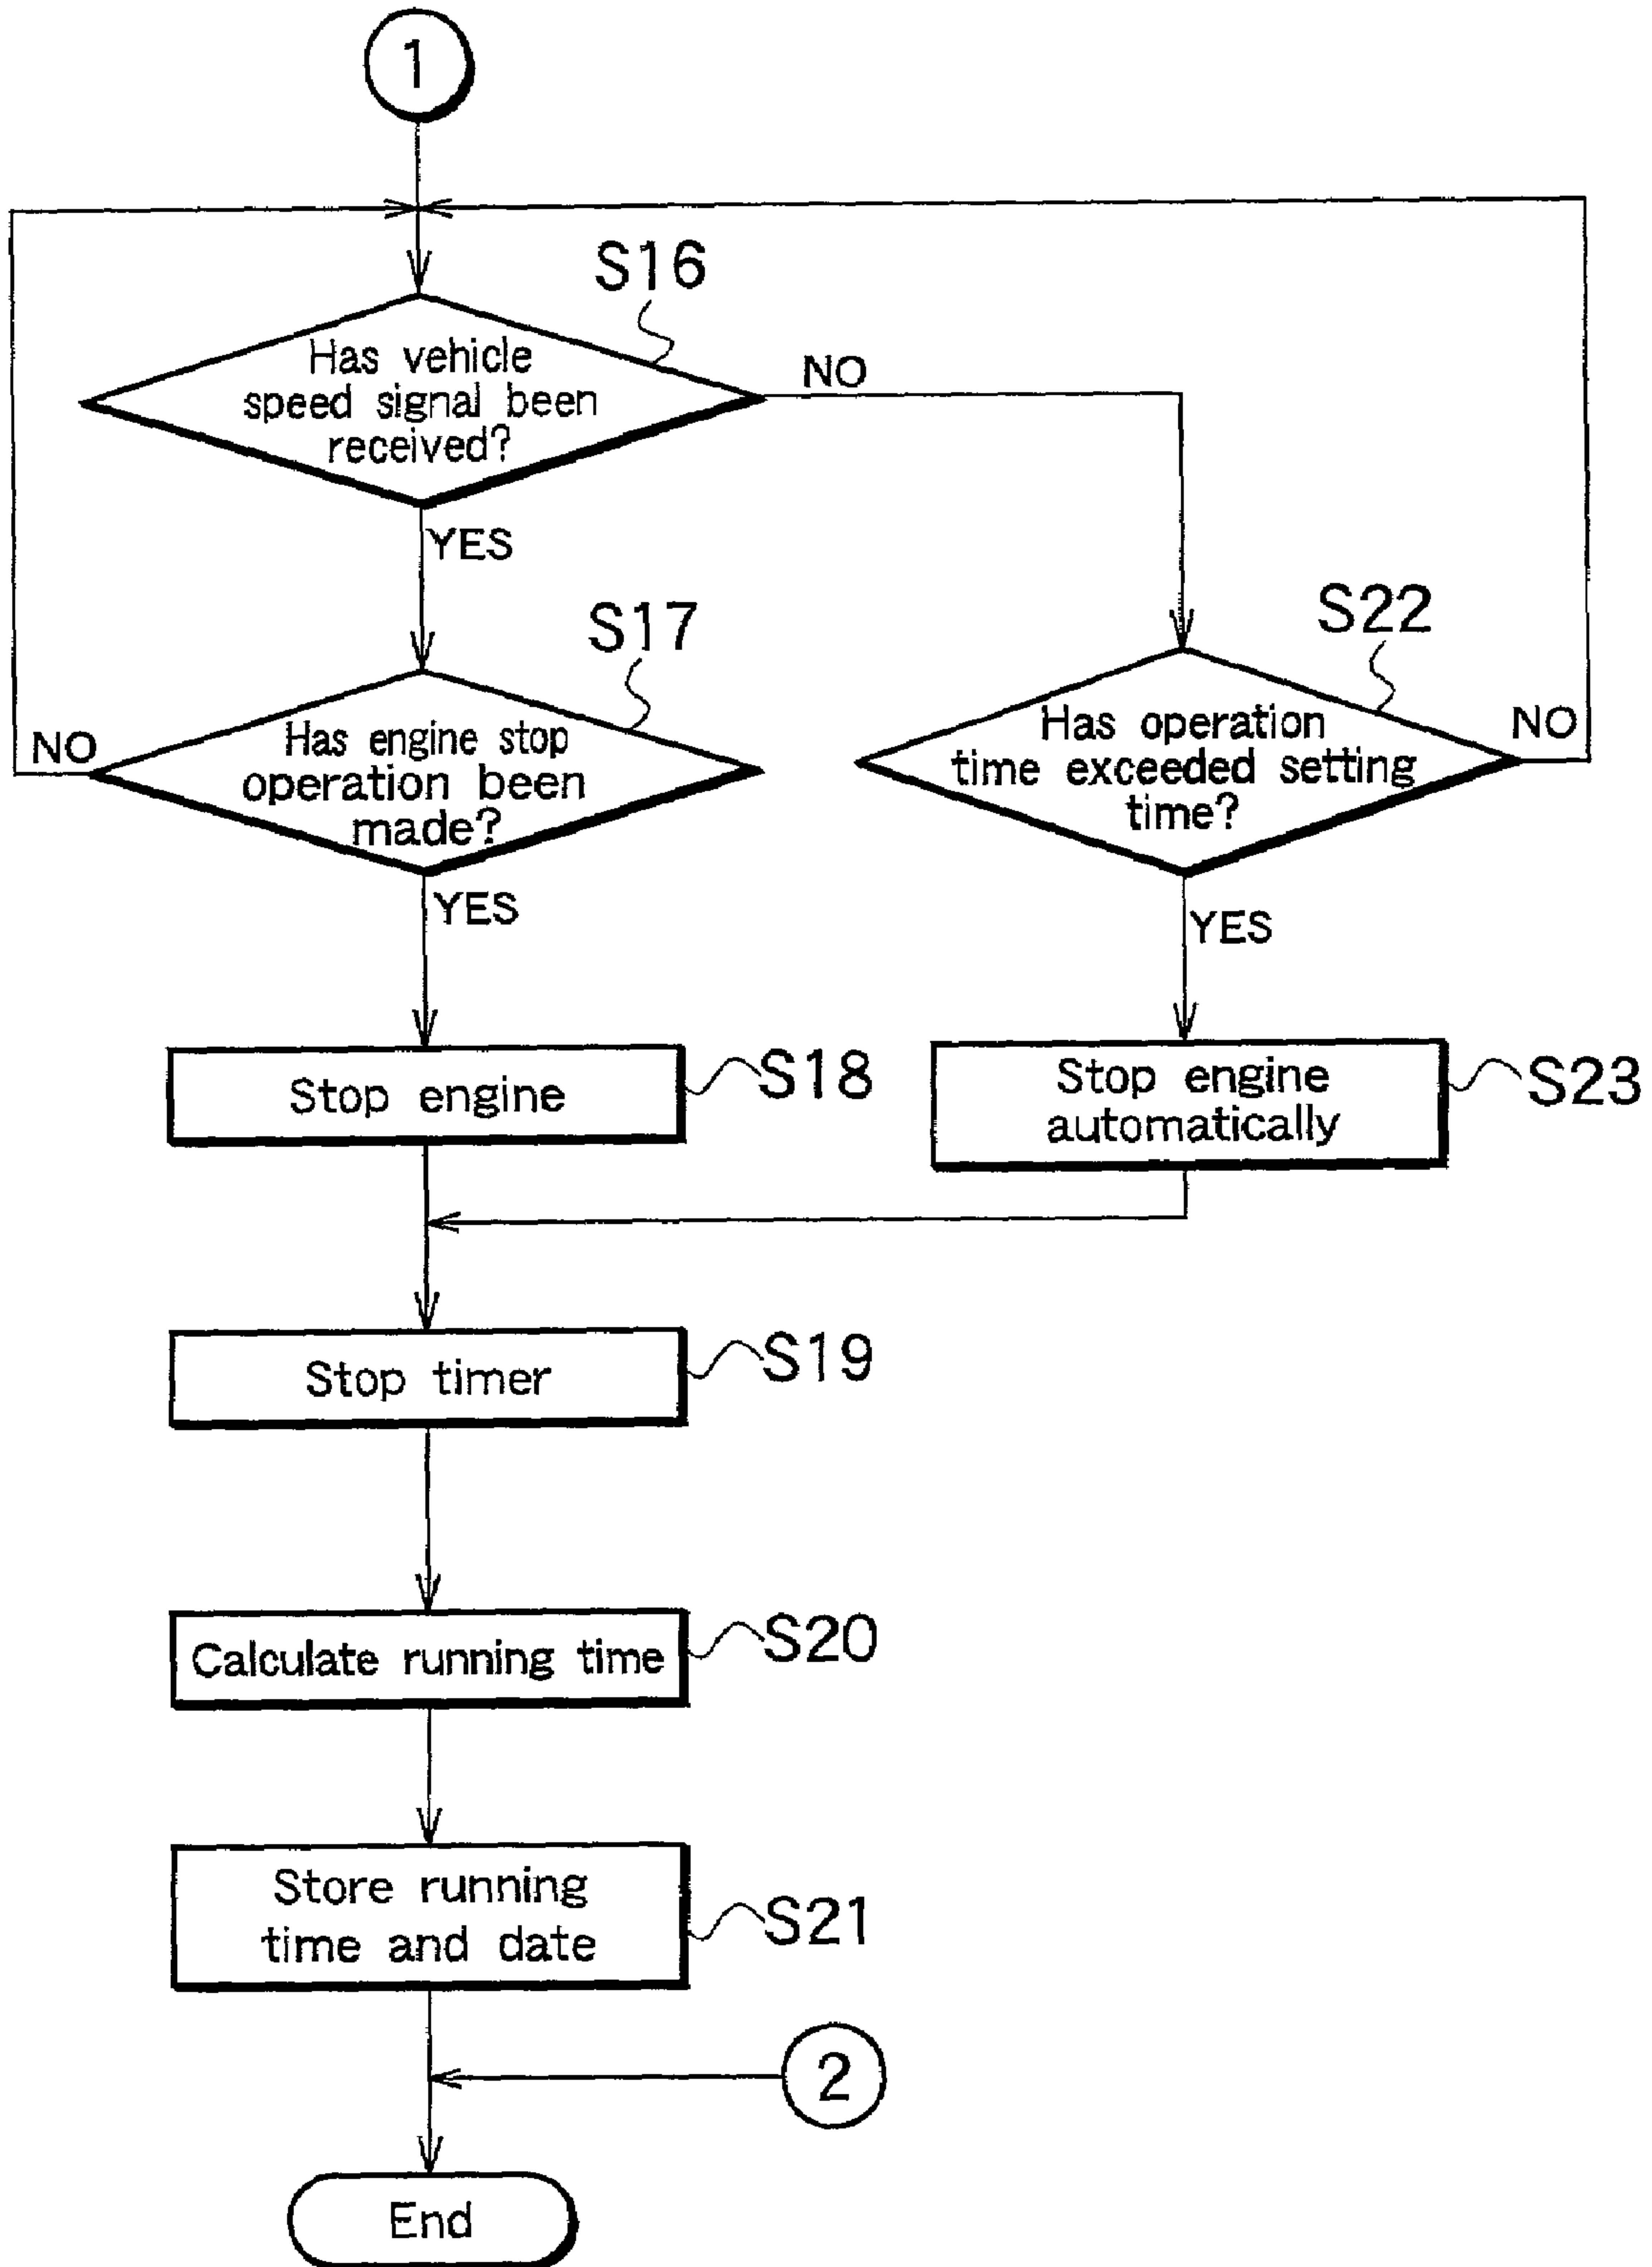 1
S16
Has vehicle
speed signal been
received?
NO
YES
S17
Has engine stop
operation been
made?
NO
YES
S22
Has operation
time exceeded setting
time?
NO
YES
Stop engine
S18
Stop engine
automatically
S23
Stop timer
S19
Calculate running time
S20
Store running
time and date
S21
2
End